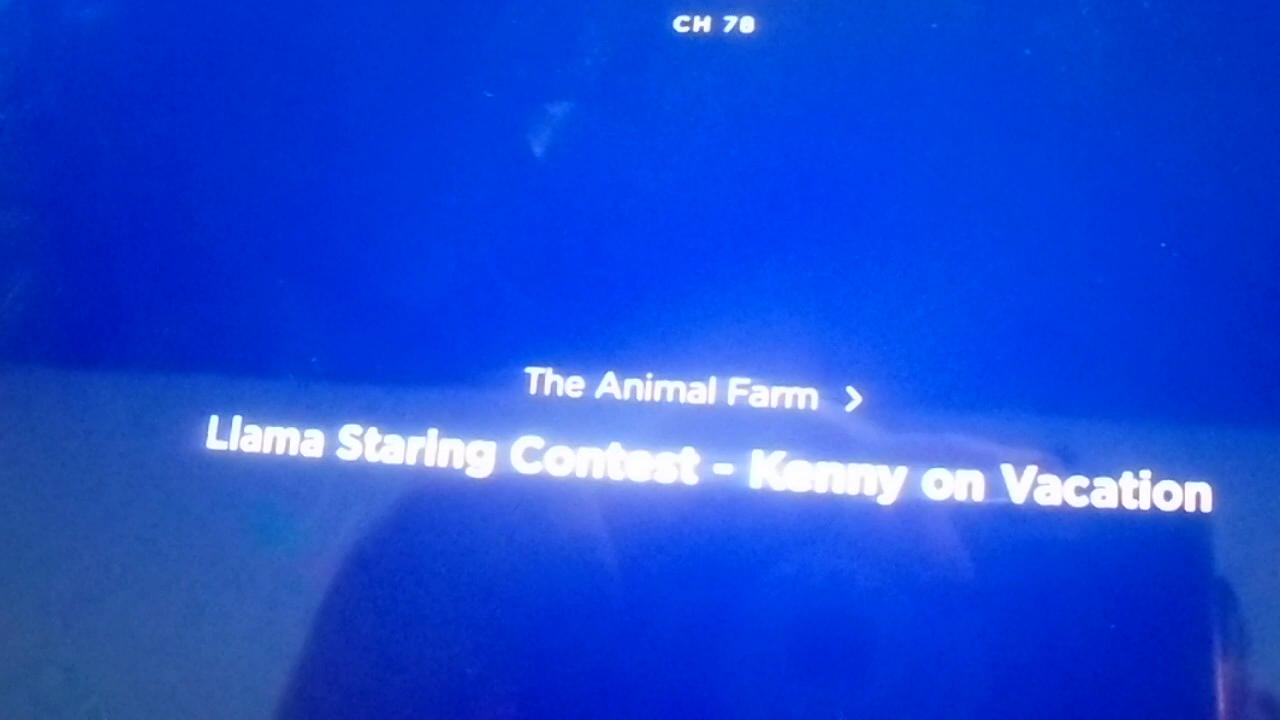 CH 78
The Animal Farm >
Llama Staring Contest - Kenny on Vacation